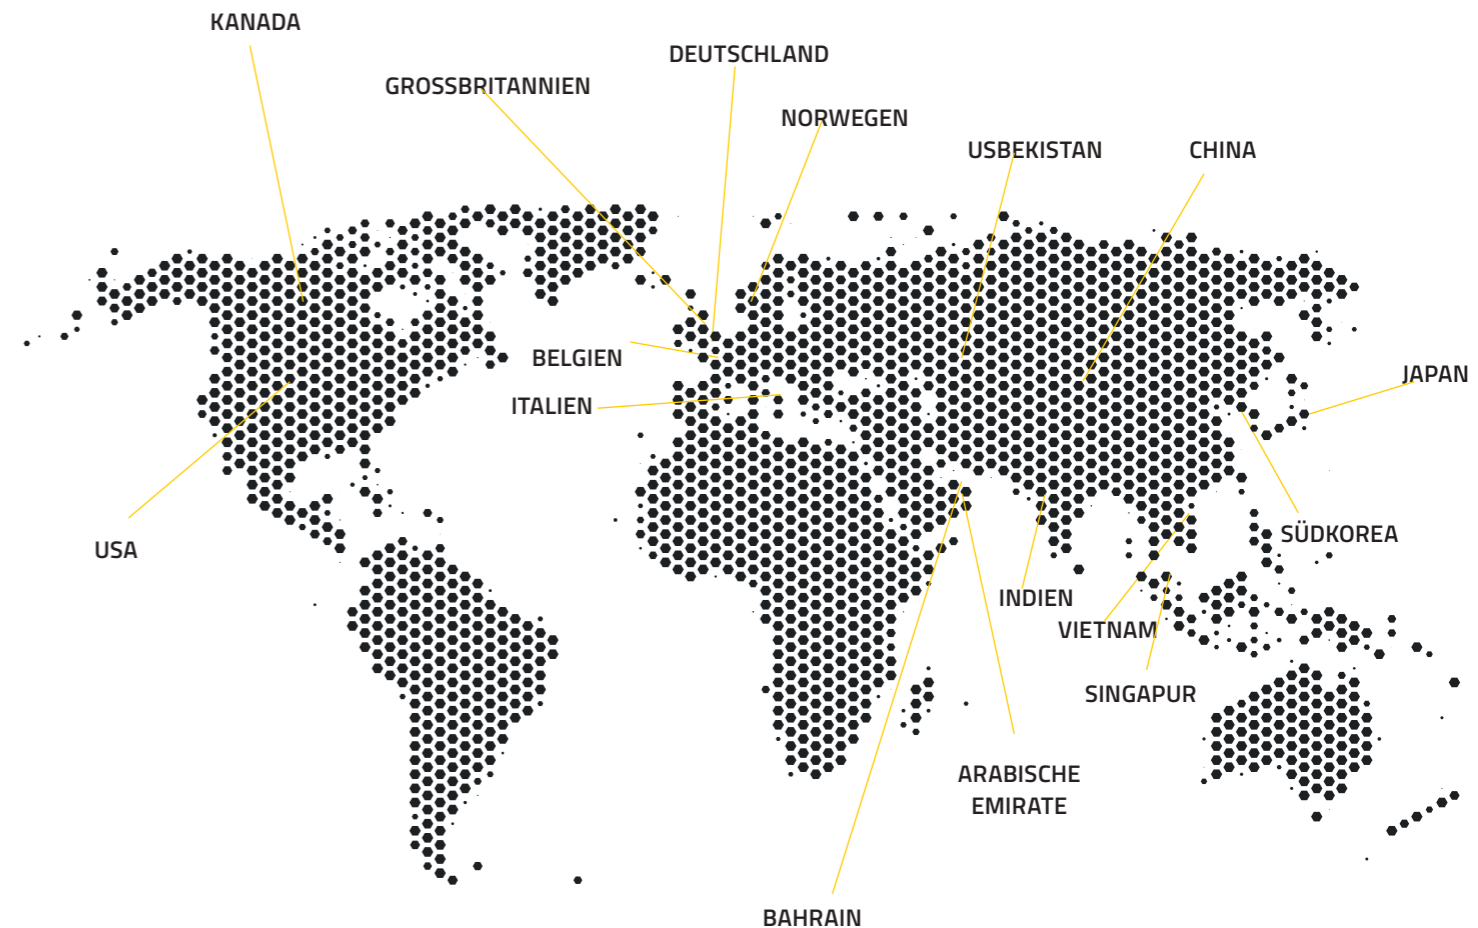 KANADA
DEUTSCHLAND
GROSSBRITANNIEN
NORWEGEN
USBEKISTAN
CHINA
BELGIEN
JAPAN
ITALIEN
SÜDKOREA
USA
INDIEN
VIETNAM
SINGAPUR
ARABISCHE
EMIRATE
BAHRAIN